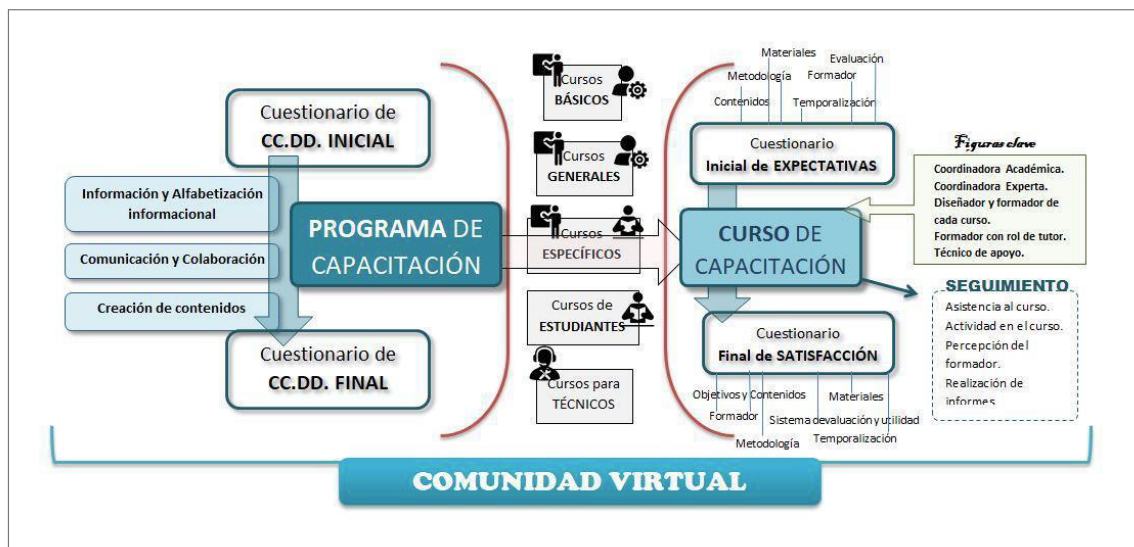 Cuestionario de
CC.DD. INICIAL
Información y Alfabetización
informacional
Comunicación y Colaboración
Creación de contenidos
PROGRAMA DE
CAPACITACIÓN
Cuestionario de
CC.DD. FINAL
Cursos
BÁSICOS
Cursos
GENERALES
Cursos
ESPECÍFICOS
Cursos de
ESTUDIANTES
Cursos para
TÉCNICOS
Materiales
Evaluación
Metodología
Formador
Contenidos
Temporalización
Cuestionario
Inicial de EXPECTATIVAS
CURSO DE
CAPACITACIÓN
Cuestionario
Final de SATISFACCIÓN
Objetivos y Contenidos
Materiales
Formador
Sistema devaluación y utilidad
Metodología
Temporalización
Figuras clave
Coordinadora Académica.
Coordinadora Experta.
Diseñador y formador de
cada curso.
Formador con rol de tutor.
Técnico de apoyo.
SEGUIMIENTO
Asistencia al curso.
Actividad en el curso.
Percepción del
formador.
Realización de
informes
COMUNIDAD VIRTUAL